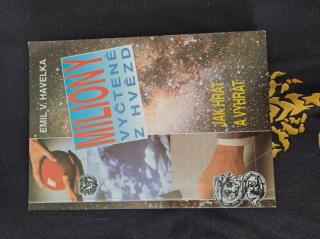 EMIL V. HAVELKA
MILIONY
VYČTENÉ
Z HVĚZD
JAK HRÁT
A VYHRÁT